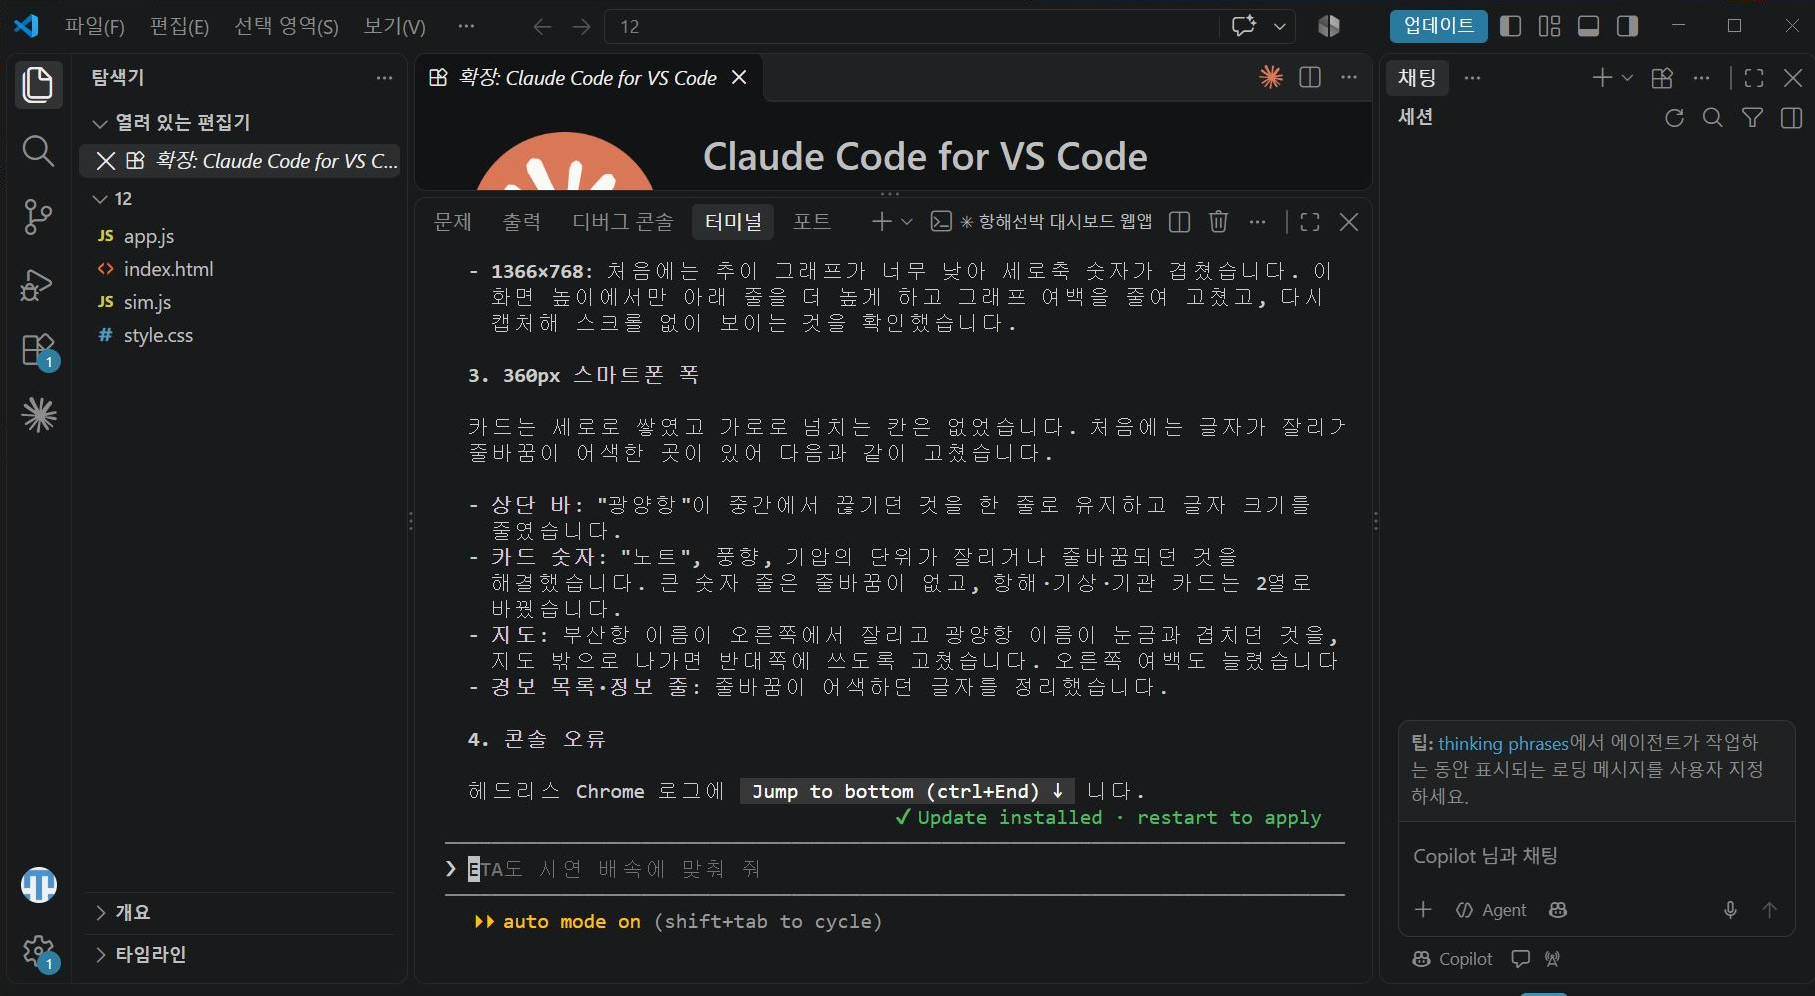 파일(F) 편집(E) 선택 영역(S) 보기(V) ··· 12 업데이트
탐색기
열려 있는 편집기
확장: Claude Code for VS C...
12
JS app.js
<> index.html
JS sim.js
# style.css
개요
타임라인
1
1
확장: Claude Code for VS Code
Claude Code for VS Code
문제 출력 디버그 콘솔 터미널 포트 항해선박 대시보드 웹앱
- 1366×768: 처음에는 추이 그래프가 너무 낮아 세로축 숫자가 겹쳤습니다. 이
화면 높이에서만 아래 줄을 더 높게 하고 그래프 여백을 줄여 고쳤고, 다시
캡처해 스크롤 없이 보이는 것을 확인했습니다.
3. 360px 스마트폰 폭
카드는 세로로 쌓였고 가로로 넘치는 칸은 없었습니다. 처음에는 글자가
줄바꿈이 어색한 곳이 있어 다음과 같이 고쳤습니다.
- 상단 바: "광양항"이 중간에서 끊기던 것을 한 줄로 유지하고 글자 크기를
줄였습니다.
- 카드 숫자: "노트", 풍향, 기압의 단위가 잘리거나 줄바꿈되던 것을
해결했습니다. 큰 숫자 줄은 줄바꿈이 없고, 항해·기상·기관 카드는 2열로
바꿨습니다.
- 지도: 부산항 이름이 오른쪽에서 잘리고 광양항 이름이 눈금과 겹치던 것을,
지도 밖으로 나가면 반대쪽에 쓰도록 고쳤습니다. 오른쪽 여백도 늘렸습니다
- 경보 목록·정보 줄: 줄바꿈이 어색하던 글자를 정리했습니다.
4. 콘솔 오류
헤드리스 Chrome 로그에 Jump to bottom (ctrl+End) ↓ 니다.
✓ Update installed · restart to apply
❯ ETA도 시연 배속에 맞춰 줘
⏵⏵ auto mode on (shift+tab to cycle)
채팅
세션
팁: thinking phrases에서 에이전트가 작업하
는 동안 표시되는 로딩 메시지를 사용자 지정
하세요.
Copilot 님과 채팅
Agent
Copilot